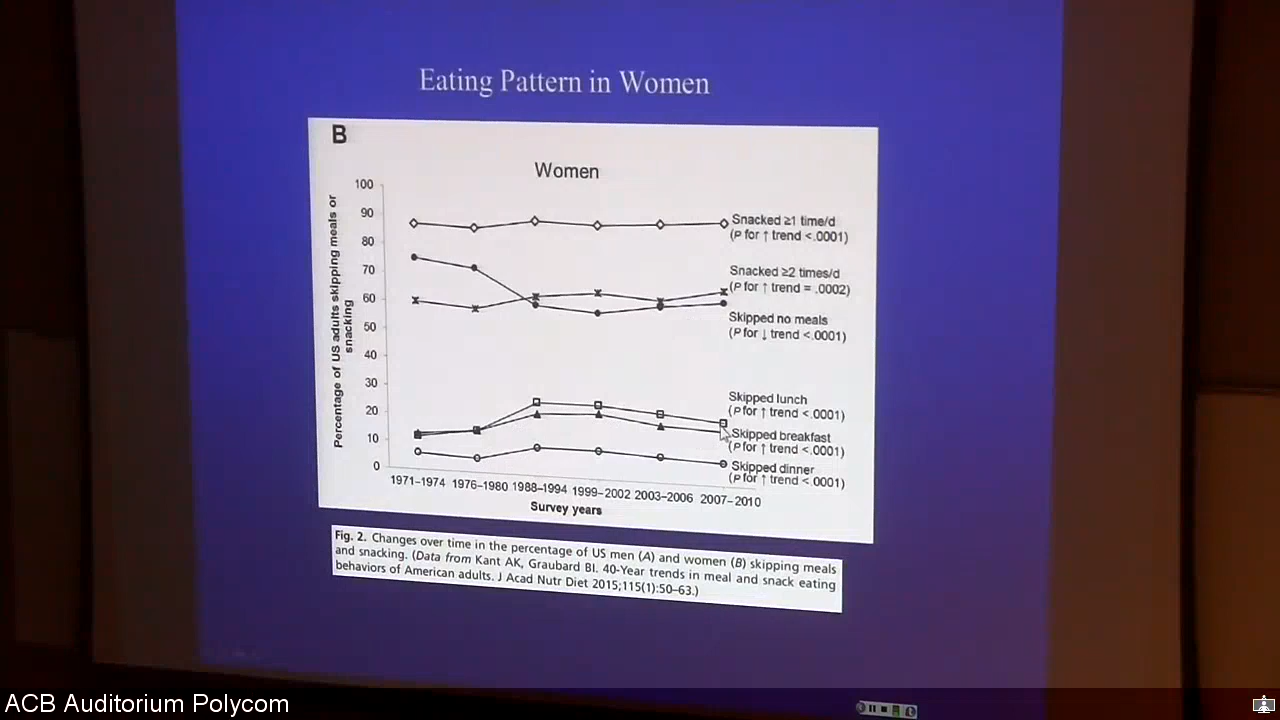 Eating Pattern in Women
B
Women
Percentage of US adults skipping meals or
snacking
100
90
80
70
60
50
40
30
20
10
0
Snacked ≥1 time/d
(P for ↑ trend <.0001)
Snacked ≥2 times/d
(P for ↑ trend = .0002)
Skipped no meals
(P for ↓ trend <.0001)
Skipped lunch
(P for ↑ trend <.0001)
Skipped breakfast
(P for ↑ trend <.0001)
Skipped dinner
(P for ↑ trend <.0001)
1971–1974 1976–1980 1988–1994 1999–2002 2003–2006 2007–2010
Survey years
Fig. 2. Changes over time in the percentage of US men (A) and women (B) skipping meals
and snacking. (Data from Kant AK, Graubard BI. 40-Year trends in meal and snack eating
behaviors of American adults. J Acad Nutr Diet 2015;115(1):50–63.)
ACB Auditorium Polycom